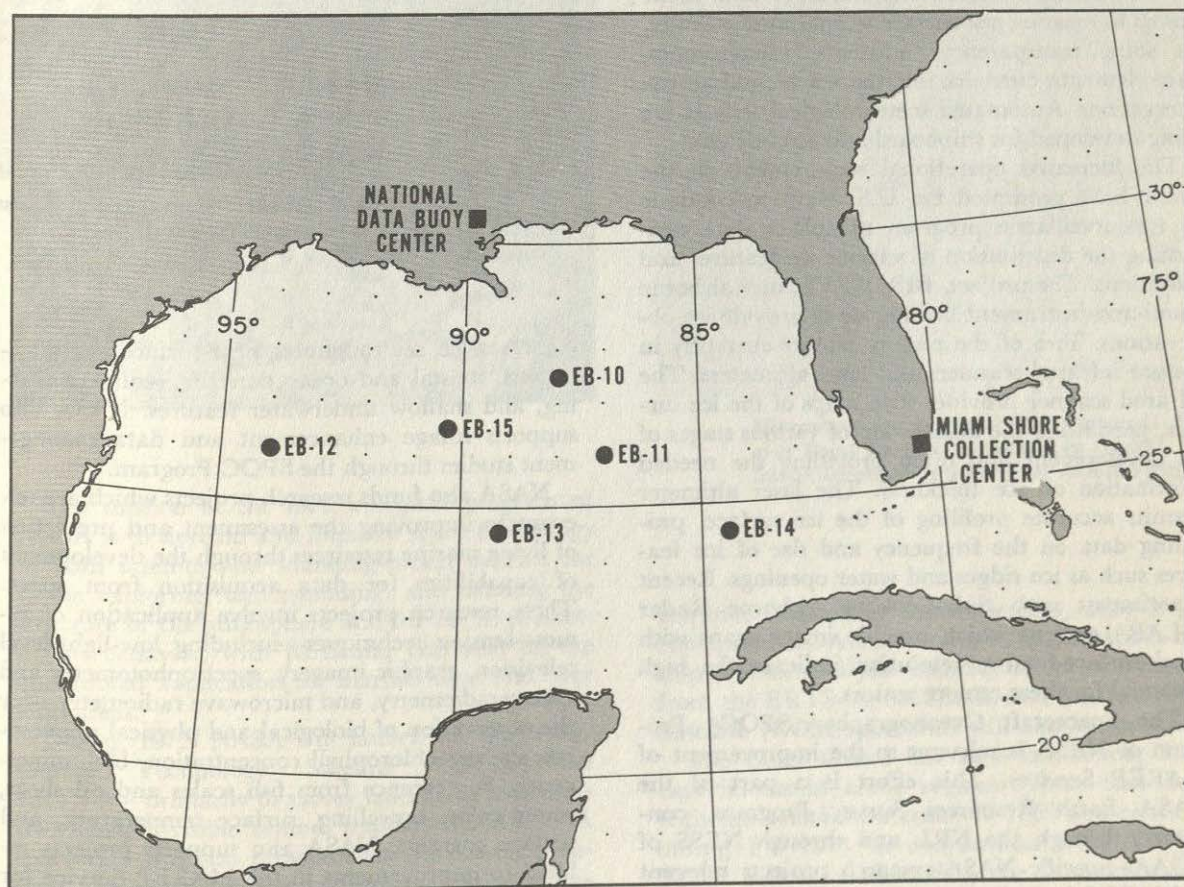 NATIONAL
DATA BUOY
CENTER
30°
75°
95°
90°
85°
80°
EB-10
EB-15
EB-12
EB-11
MIAMI SHORE
COLLECTION
CENTER
25°
EB-13
EB-14
20°